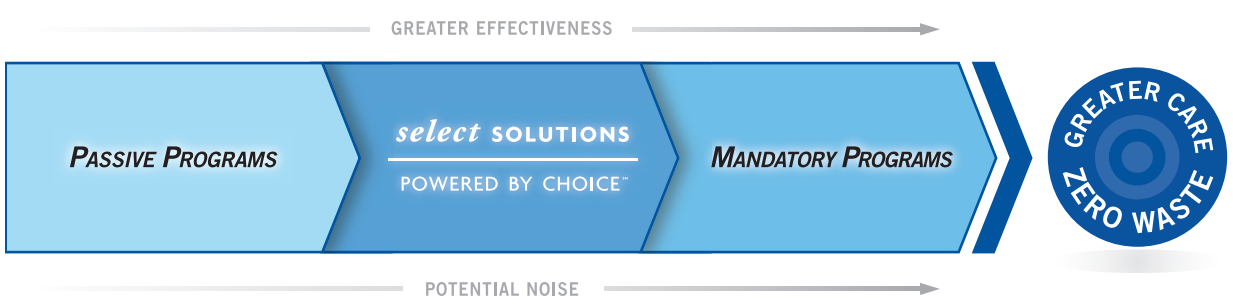 GREATER EFFECTIVENESS
PASSIVE PROGRAMS
select SOLUTIONS
POWERED BY CHOICE™
MANDATORY PROGRAMS
GREATER CARE
ZERO WASTE
POTENTIAL NOISE